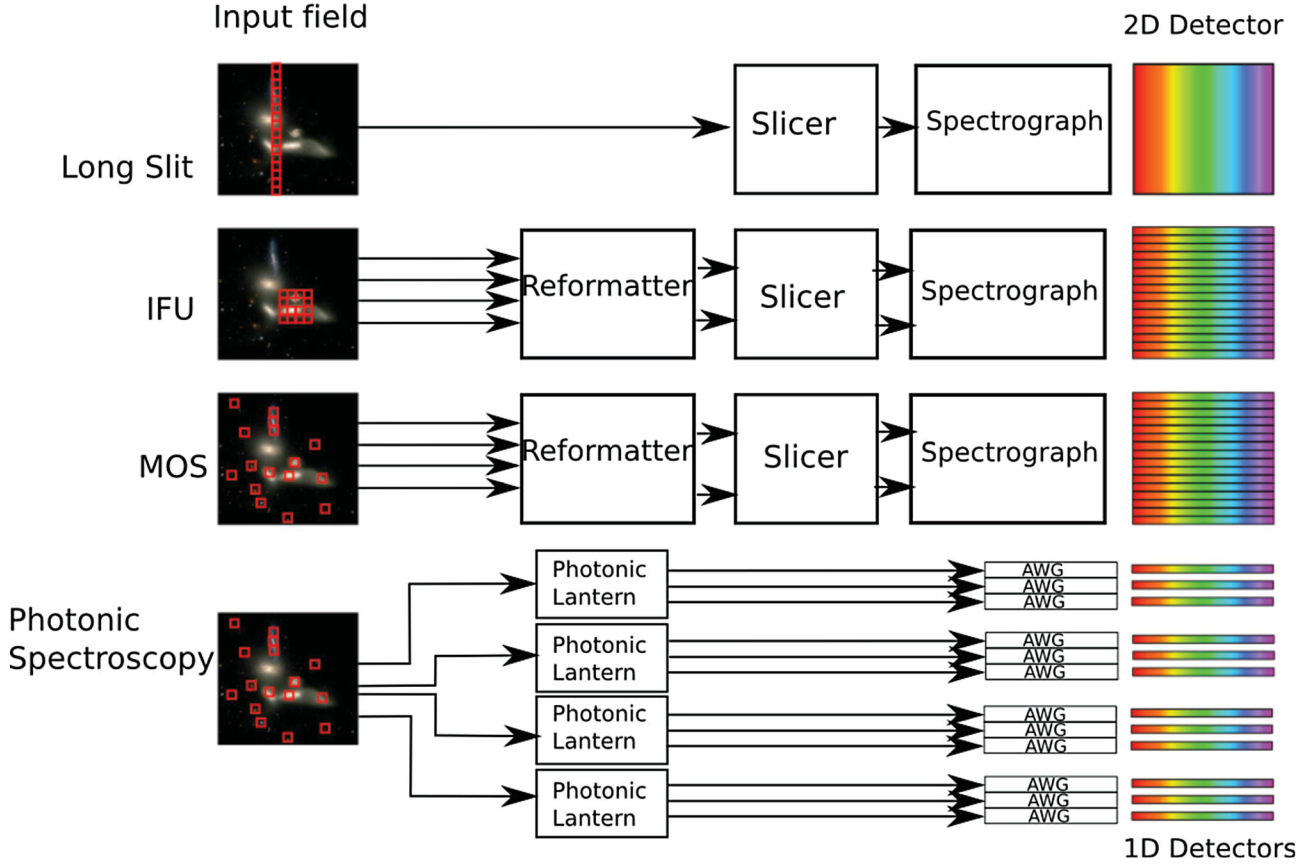 Input field
2D Detector
Long Slit
Slicer
Spectrograph
IFU
Reformatter
Slicer
Spectrograph
MOS
Reformatter
Slicer
Spectrograph
Photonic
Spectroscopy
Photonic
Lantern
AWG
AWG
AWG
Photonic
Lantern
AWG
AWG
AWG
Photonic
Lantern
AWG
AWG
AWG
Photonic
Lantern
AWG
AWG
AWG
1D Detectors